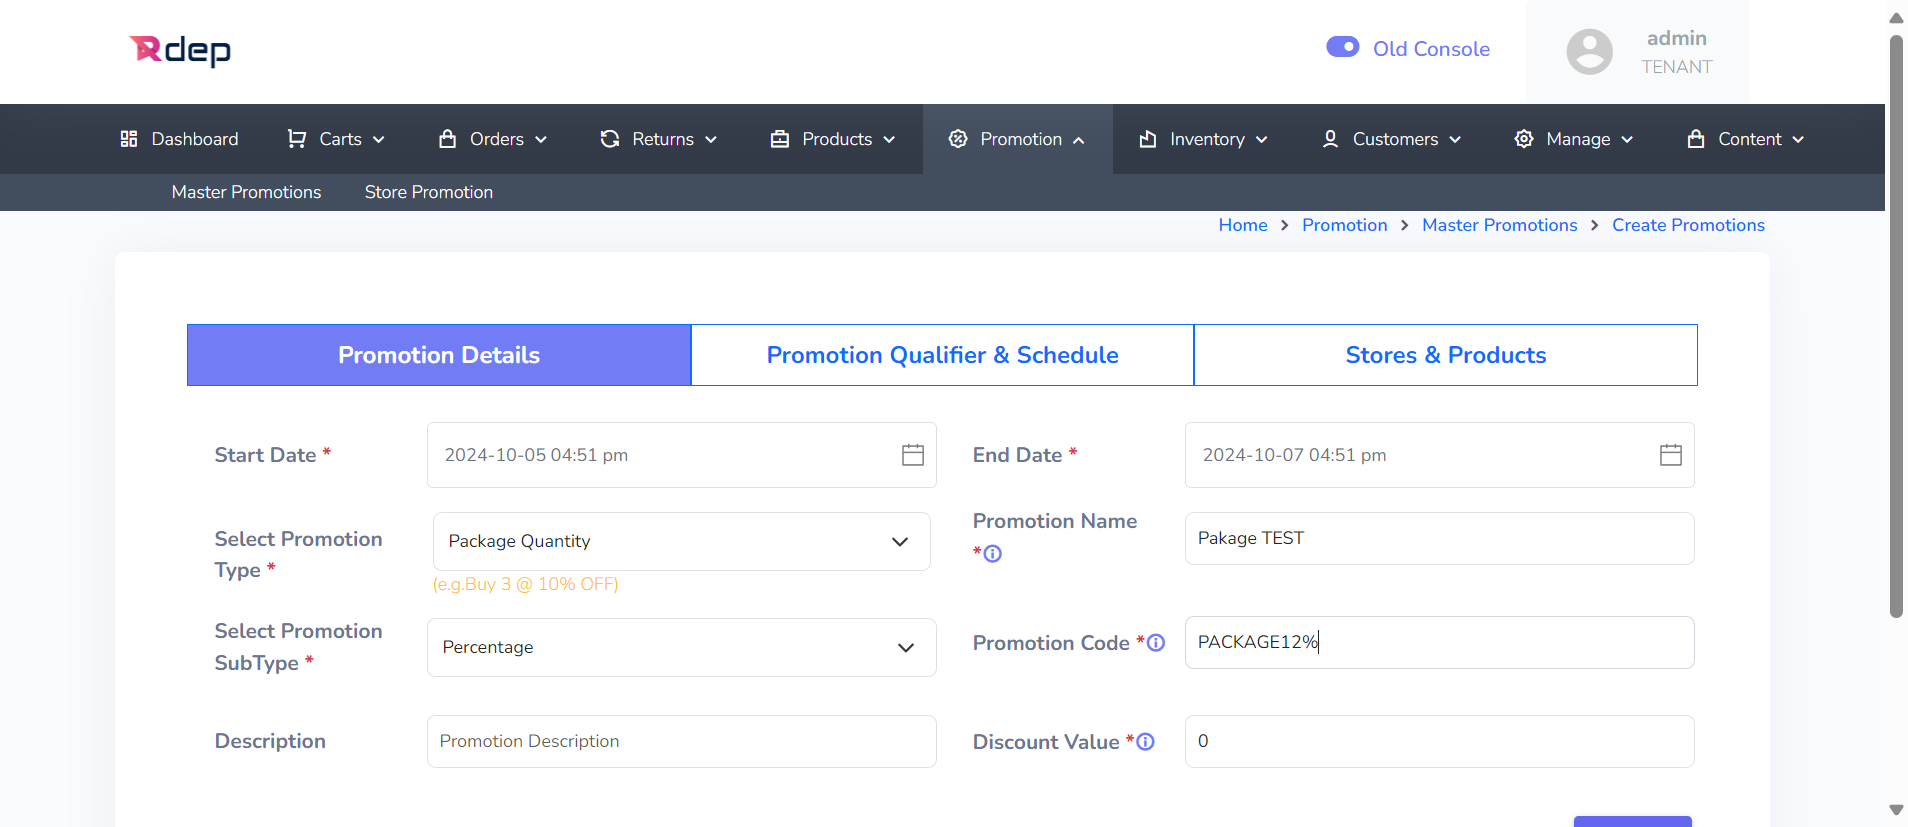 Rdep
Old Console
admin
TENANT
Dashboard Carts Orders Returns Products Promotion Inventory Customers Manage Content
Master Promotions Store Promotion
Home > Promotion > Master Promotions > Create Promotions
Promotion Details Promotion Qualifier & Schedule Stores & Products
Start Date * 2024-10-05 04:51 pm End Date * 2024-10-07 04:51 pm
Select Promotion Type * Package Quantity
(e.g.Buy 3 @ 10% OFF)
Promotion Name * Pakage TEST
Select Promotion SubType * Percentage
Promotion Code * PACKAGE12%
Description Promotion Description
Discount Value * 0